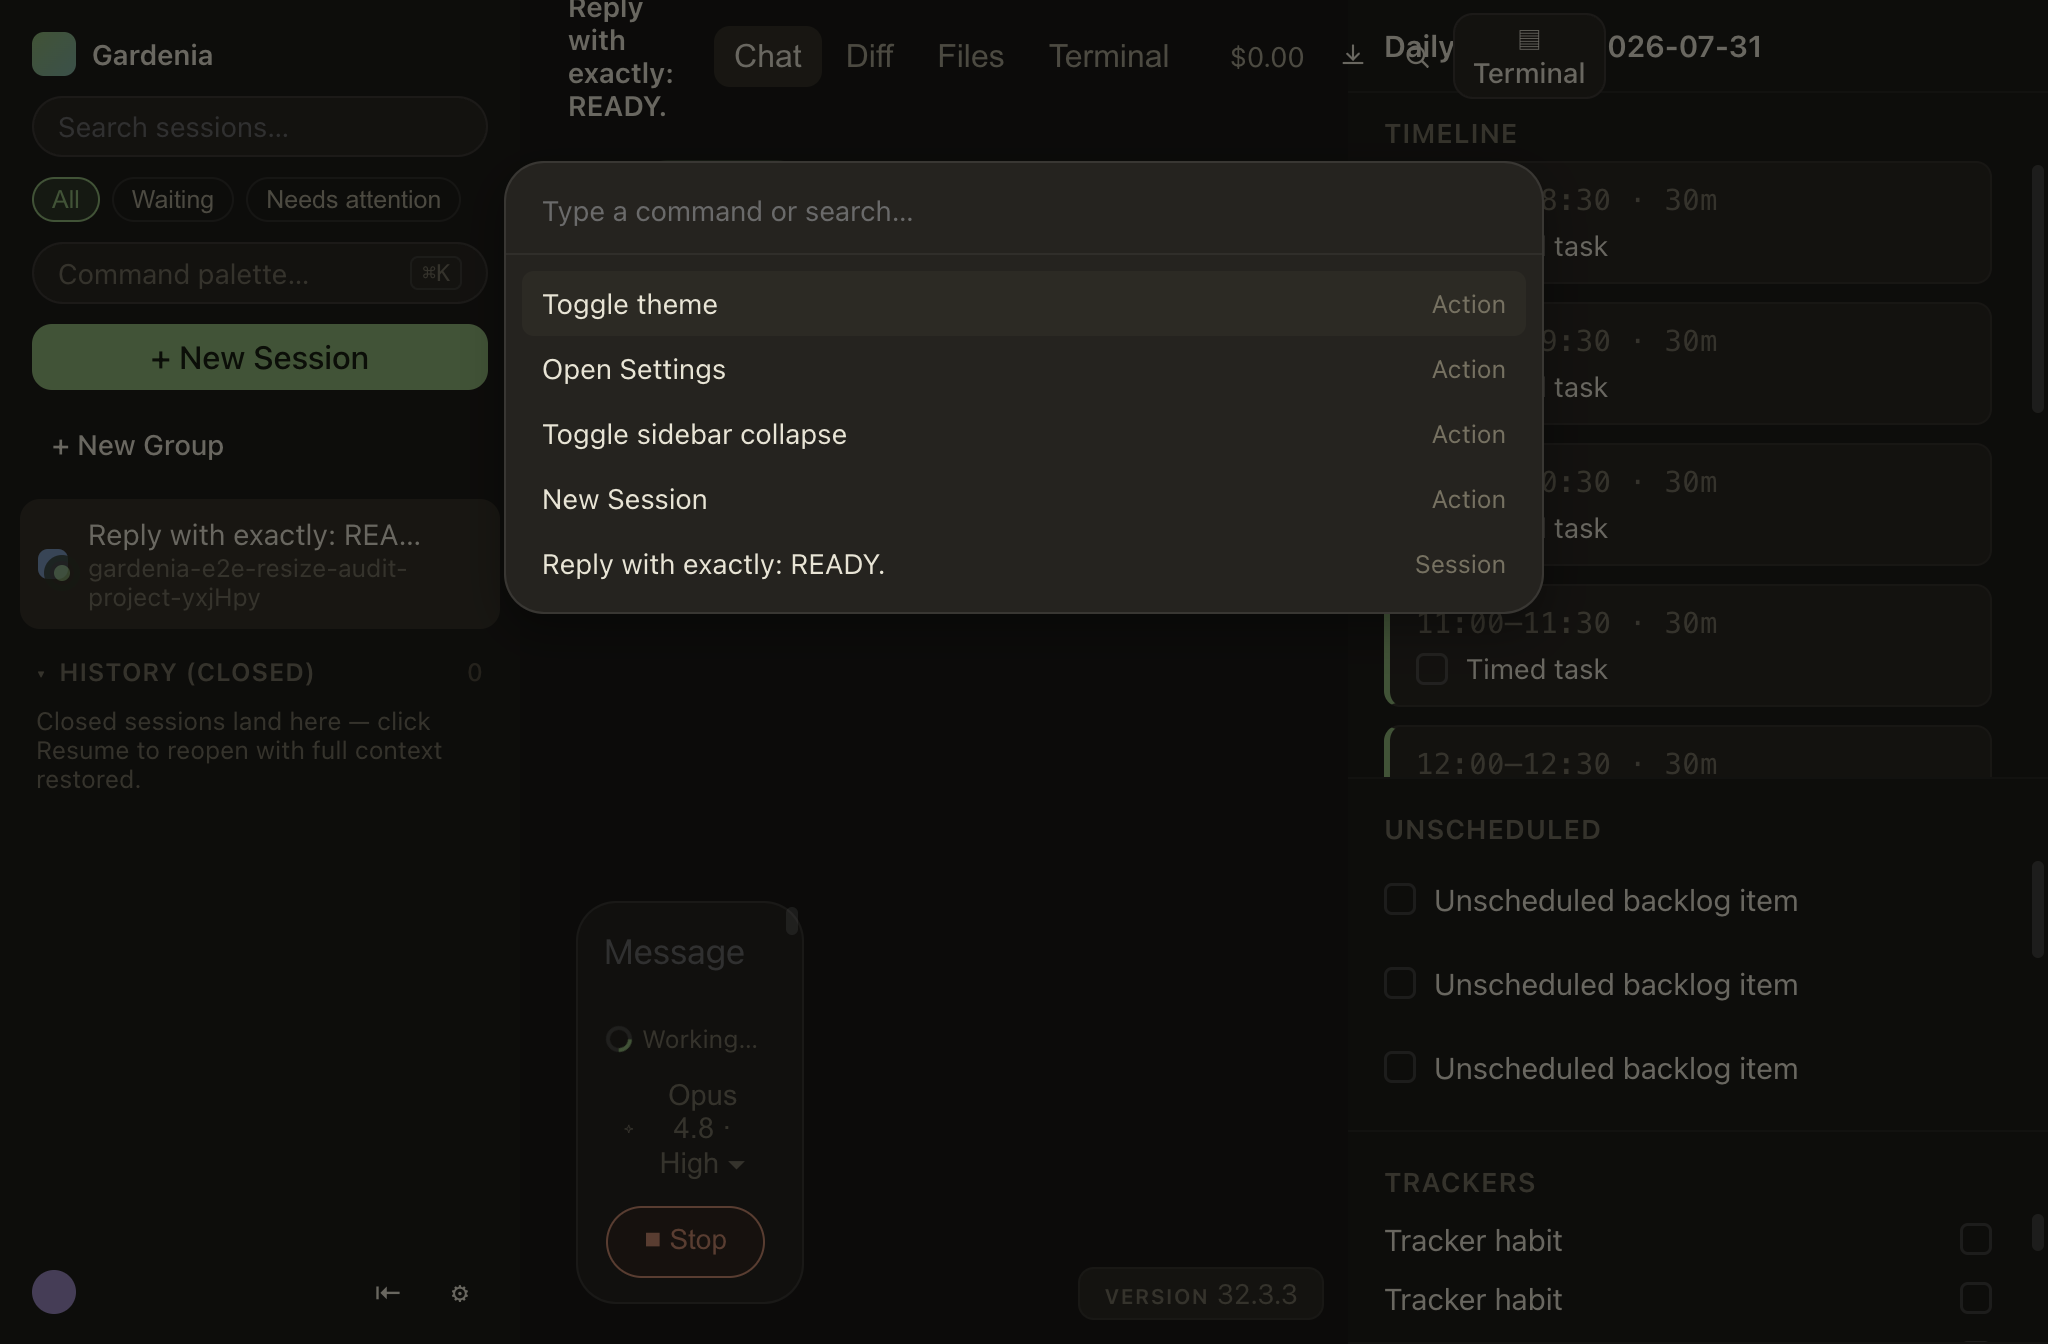 Gardenia
Search sessions...
All
Waiting
Needs attention
Command palette...
⌘K
+ New Session
+ New Group
Reply with exactly: REA...
gardenia-e2e-resize-audit-
project-yxjHpy
HISTORY (CLOSED)
0
Closed sessions land here — click
Resume to reopen with full context
restored.
Reply
with
exactly:
READY.
Chat
Diff
Files
Terminal
$0.00
Type a command or search...
Toggle theme
Action
Open Settings
Action
Toggle sidebar collapse
Action
New Session
Action
Reply with exactly: READY.
Session
Message
Working...
Opus
4.8 ·
High
Stop
VERSION 32.3.3
Daily
Terminal
026-07-31
TIMELINE
8:30 · 30m
task
9:30 · 30m
task
0:30 · 30m
task
11:00–11:30 · 30m
Timed task
12:00–12:30 · 30m
UNSCHEDULED
Unscheduled backlog item
Unscheduled backlog item
Unscheduled backlog item
TRACKERS
Tracker habit
Tracker habit